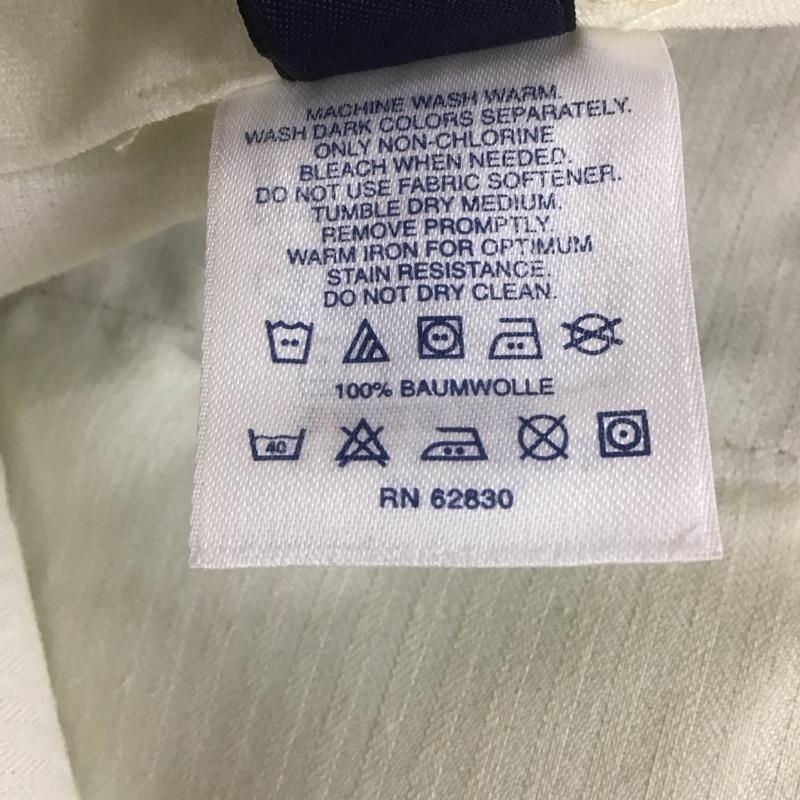 MACHINE WASH WARM.
WASH DARK COLORS SEPARATELY.
ONLY NON-CHLORINE
BLEACH WHEN NEEDED.
DO NOT USE FABRIC SOFTENER.
TUMBLE DRY MEDIUM.
REMOVE PROMPTLY.
WARM IRON FOR OPTIMUM
STAIN RESISTANCE.
DO NOT DRY CLEAN.
100% BAUMWOLLE
40
RN 62830